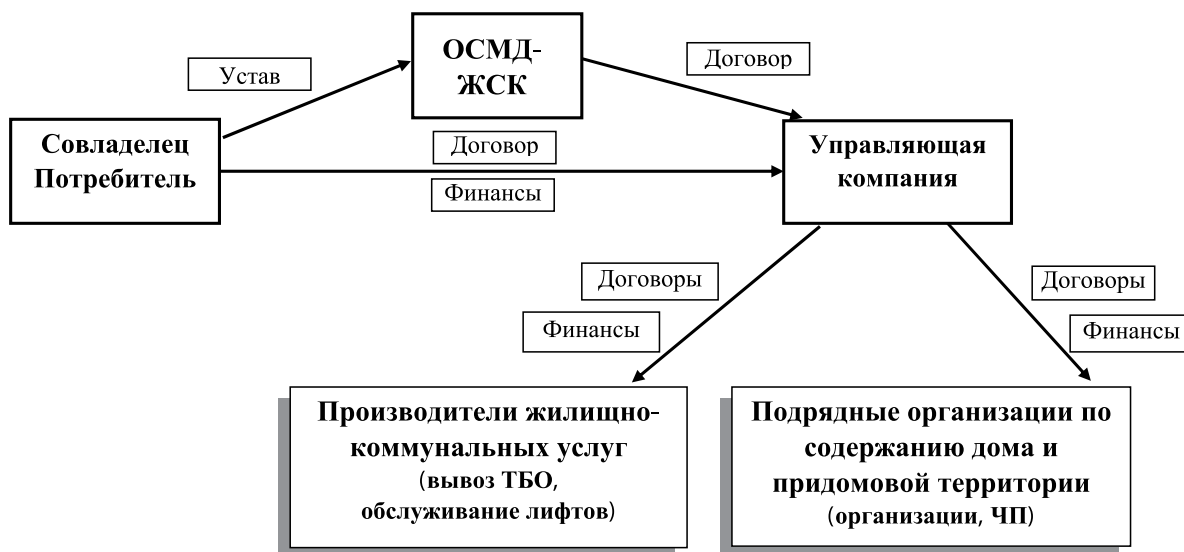 ОСМД-
ЖСК
Устав
Договор
Совладелец
Потребитель
Договор
Финансы
Управляющая
компания
Договоры
Финансы
Договоры
Финансы
Производители жилищно-
коммунальных услуг
(вывоз ТБО,
обслуживание лифтов)
Подрядные организации по
содержанию дома и
придомовой территории
(организации, ЧП)